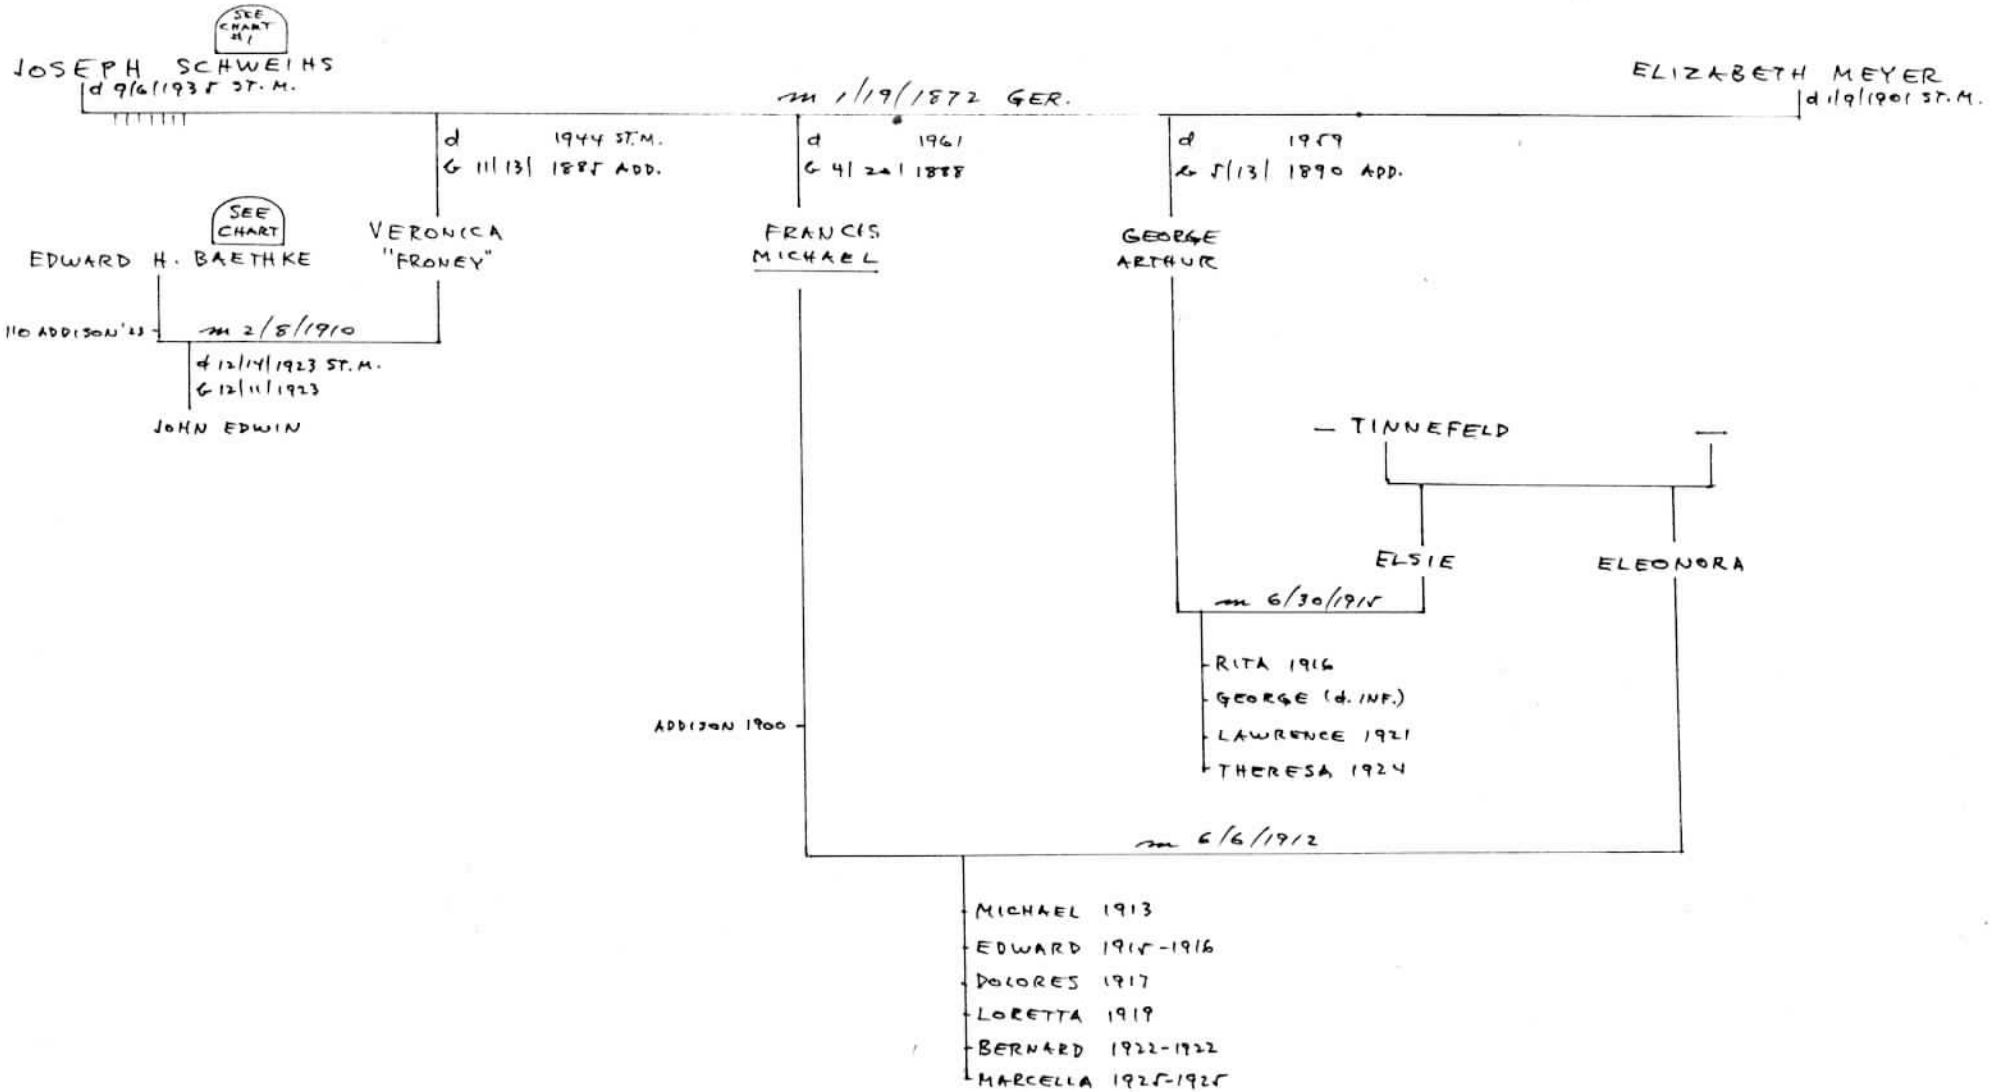 SEE
CHART
#1
JOSEPH SCHWEIHS
d 9/6/1935 ST. M.
m 1/19/1872 GER.
ELIZABETH MEYER
d 1/9/1901 ST. M.
d 1944 ST. M.
b 11/13/1885 ADD.
d 1961
b 4/20/1888
d 1959
b 5/13/1890 ADD.
SEE
CHART
EDWARD H. BAETHKE
VERONICA
"FRONEY"
FRANCIS
MICHAEL
GEORGE
ARTHUR
110 ADDISON
m 2/8/1910
d 12/14/1923 ST. M.
b 12/11/1923
JOHN EDWIN
— TINNEFELD —
ELSIE
ELEONORA
m 6/30/1915
RITA 1916
GEORGE (d. INF.)
LAWRENCE 1921
THERESA 1924
ADDISON 1900
m 6/6/1912
MICHAEL 1913
EDWARD 1915-1916
DOLORES 1917
LORETTA 1919
BERNARD 1922-1922
MARCELLA 1925-1925